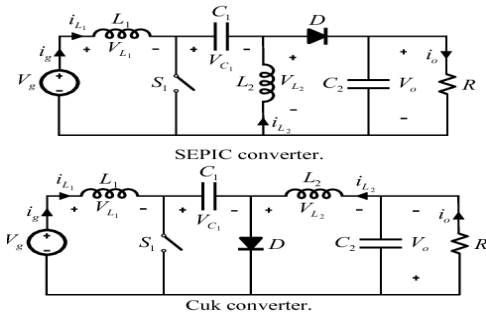 i_{L_1} L_1 C_1 D
i_g + V_{L_1} - + V_{C_1} - + + i_o
V_g S_1 L_2 V_{L_2} C_2 V_o R
i_{L_2} - -
SEPIC converter.
i_{L_1} L_1 C_1 L_2 i_{L_2}
i_g + V_{L_1} - + V_{C_1} - + V_{L_2} - - i_o
V_g S_1 D C_2 V_o R
+
Cuk converter.